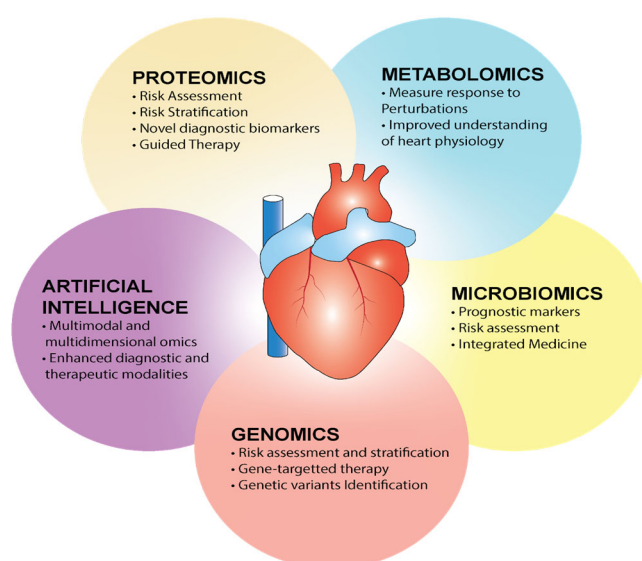 PROTEOMICS
• Risk Assessment
• Risk Stratification
• Novel diagnostic biomarkers
• Guided Therapy
METABOLOMICS
• Measure response to
Perturbations
• Improved understanding
of heart physiology
ARTIFICIAL
INTELLIGENCE
• Multimodal and
multidimensional omics
• Enhanced diagnostic and
therapeutic modalities
MICROBIOMICS
• Prognostic markers
• Risk assessment
• Integrated Medicine
GENOMICS
• Risk assessment and stratification
• Gene-targetted therapy
• Genetic variants Identification